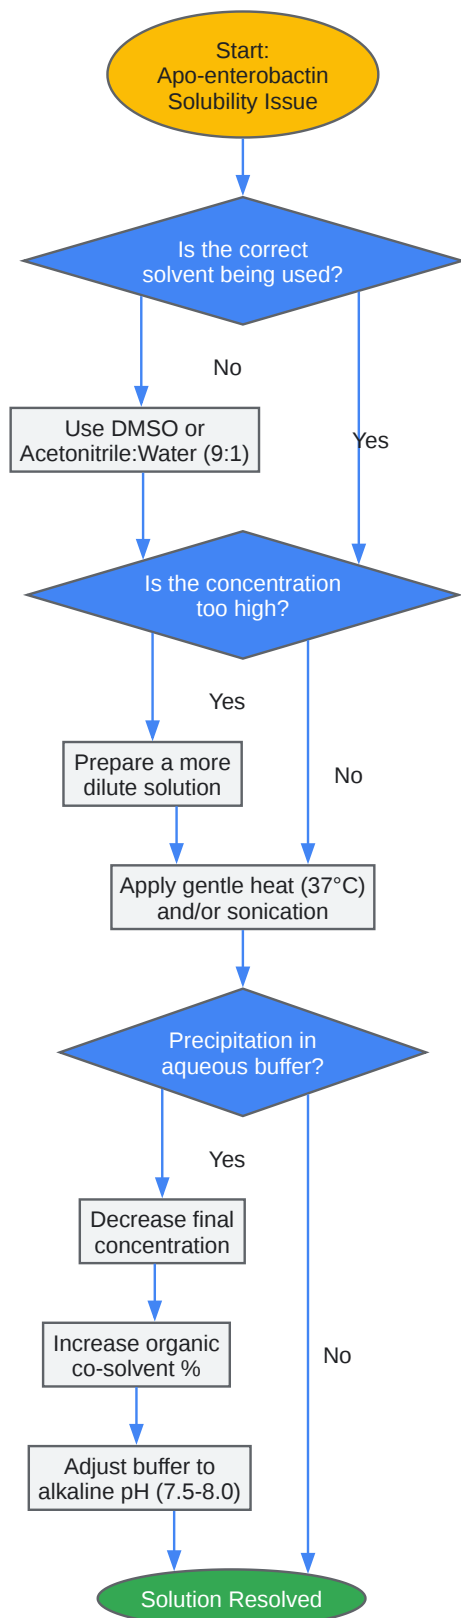 Start:
Apo-enterobactin
Solubility Issue
Is the correct
solvent being used?
No
Use DMSO or
Acetonitrile:Water (9:1)
Yes
Is the concentration
too high?
Yes
Prepare a more
dilute solution
No
Apply gentle heat (37°C)
and/or sonication
Precipitation in
aqueous buffer?
Yes
Decrease final
concentration
Increase organic
co-solvent %
No
Adjust buffer to
alkaline pH (7.5-8.0)
Solution Resolved